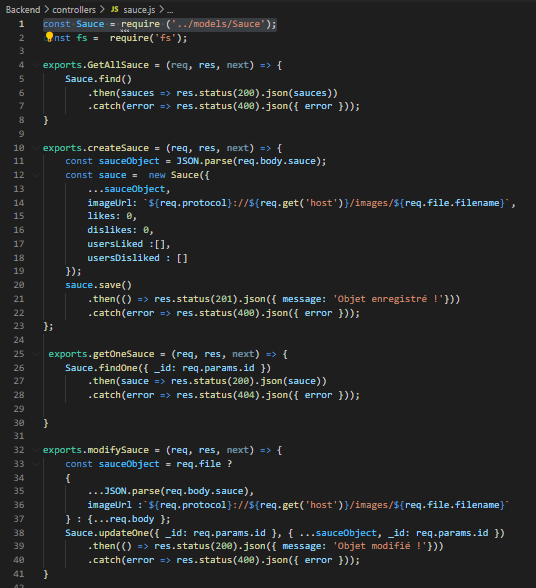 Backend > controllers > JS sauce.js > ...
1 const Sauce = require ('../models/Sauce');
2 nst fs =  require('fs');
3
4 exports.GetAllSauce = (req, res, next) => {
5     Sauce.find()
6         .then(sauces => res.status(200).json(sauces))
7         .catch(error => res.status(400).json({ error }));
8 }
9
10 exports.createSauce = (req, res, next) => {
11     const sauceObject = JSON.parse(req.body.sauce);
12     const sauce =  new Sauce({
13         ...sauceObject,
14         imageUrl: `${req.protocol}://${req.get('host')}/images/${req.file.filename}`,
15         likes: 0,
16         dislikes: 0,
17         usersLiked :[],
18         usersDisliked : []
19     });
20     sauce.save()
21         .then(() => res.status(201).json({ message: 'Objet enregistré !'}))
22         .catch(error => res.status(400).json({ error }));
23 };
24
25  exports.getOneSauce = (req, res, next) => {
26     Sauce.findOne({ _id: req.params.id })
27         .then(sauce => res.status(200).json(sauce))
28         .catch(error => res.status(404).json({ error }));
29
30 }
31
32 exports.modifySauce = (req, res, next) => {
33     const sauceObject = req.file ?
34     {
35         ...JSON.parse(req.body.sauce),
36         imageUrl :`${req.protocol}://${req.get('host')}/images/${req.file.filename}`
37     } : {...req.body };
38     Sauce.updateOne({ _id: req.params.id }, { ...sauceObject, _id: req.params.id })
39         .then(() => res.status(200).json({ message: 'Objet modifié !'}))
40         .catch(error => res.status(400).json({ error }));
41 }